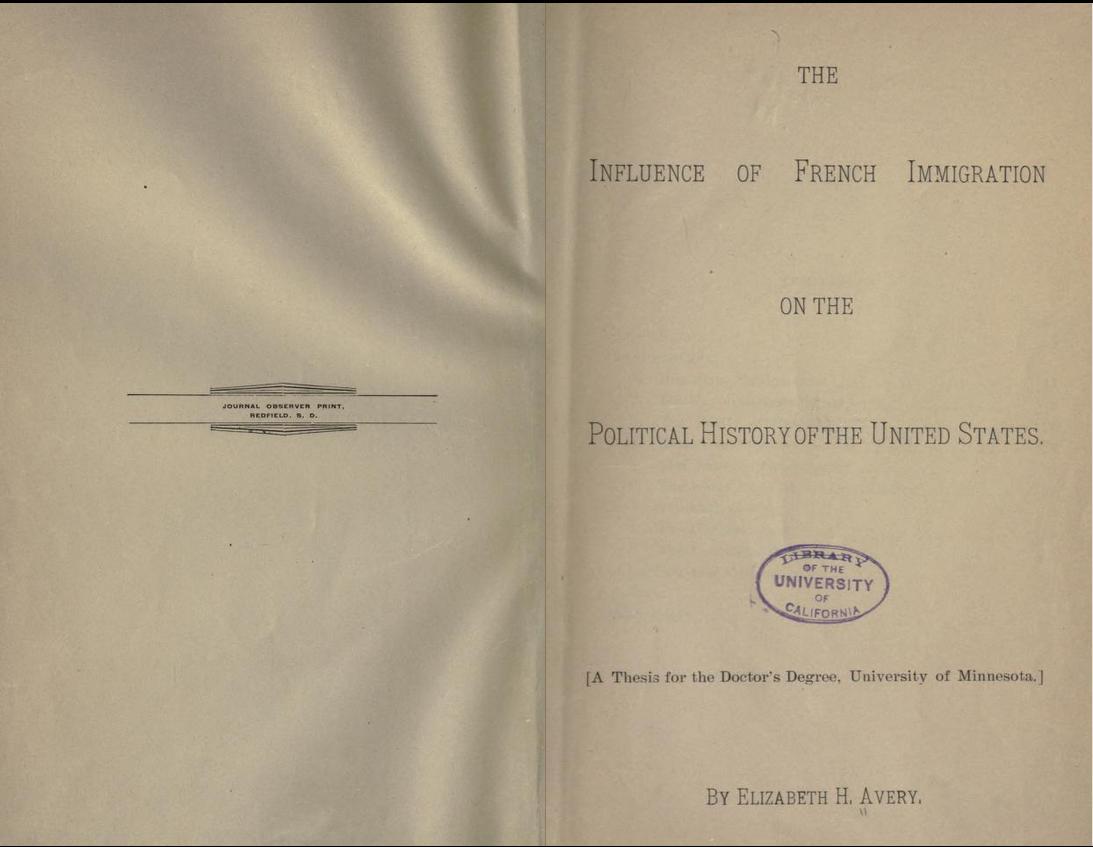 JOURNAL OBSERVER PRINT,
REDFIELD, S. D.
THE
INFLUENCE OF FRENCH IMMIGRATION
ON THE
POLITICAL HISTORY OF THE UNITED STATES.
LIBRARY
OF THE
UNIVERSITY
OF
CALIFORNIA
[A Thesis for the Doctor's Degree, University of Minnesota.]
BY ELIZABETH H. AVERY.